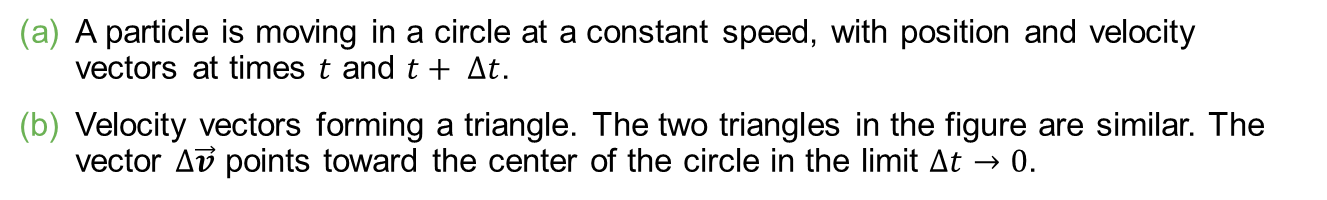 (a) A particle is moving in a circle at a constant speed, with position and velocity
vectors at times t and t + Δt.
(b) Velocity vectors forming a triangle. The two triangles in the figure are similar. The
vector Δv⃗ points toward the center of the circle in the limit Δt → 0.